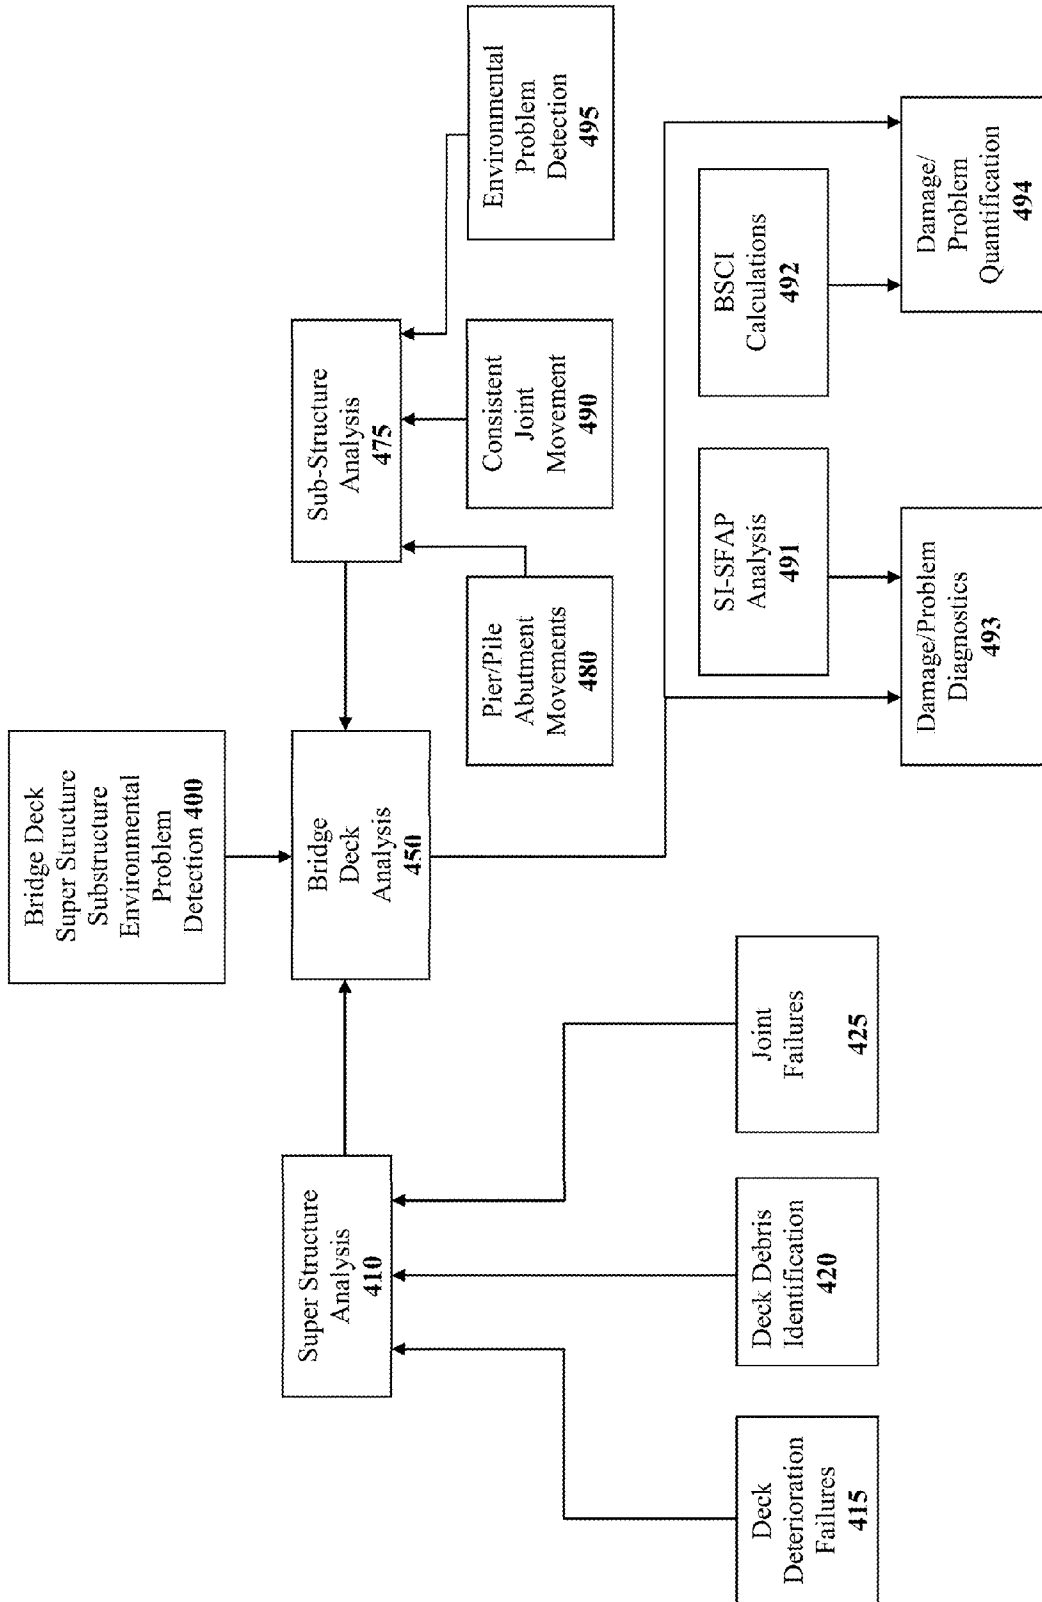 Bridge Deck
Super Structure
Substructure
Environmental
Problem
Detection 400
Super Structure
Analysis
410
Bridge
Deck
Analysis
450
Sub-Structure
Analysis
475
Deck
Deterioration
Failures
415
Deck Debris
Identification
420
Joint
Failures
425
Pier/Pile
Abutment
Movements
480
Consistent
Joint
Movement
490
Environmental
Problem
Detection
495
SI-SFAP
Analysis
491
BSCI
Calculations
492
Damage/Problem
Diagnostics
493
Damage/
Problem
Quantification
494